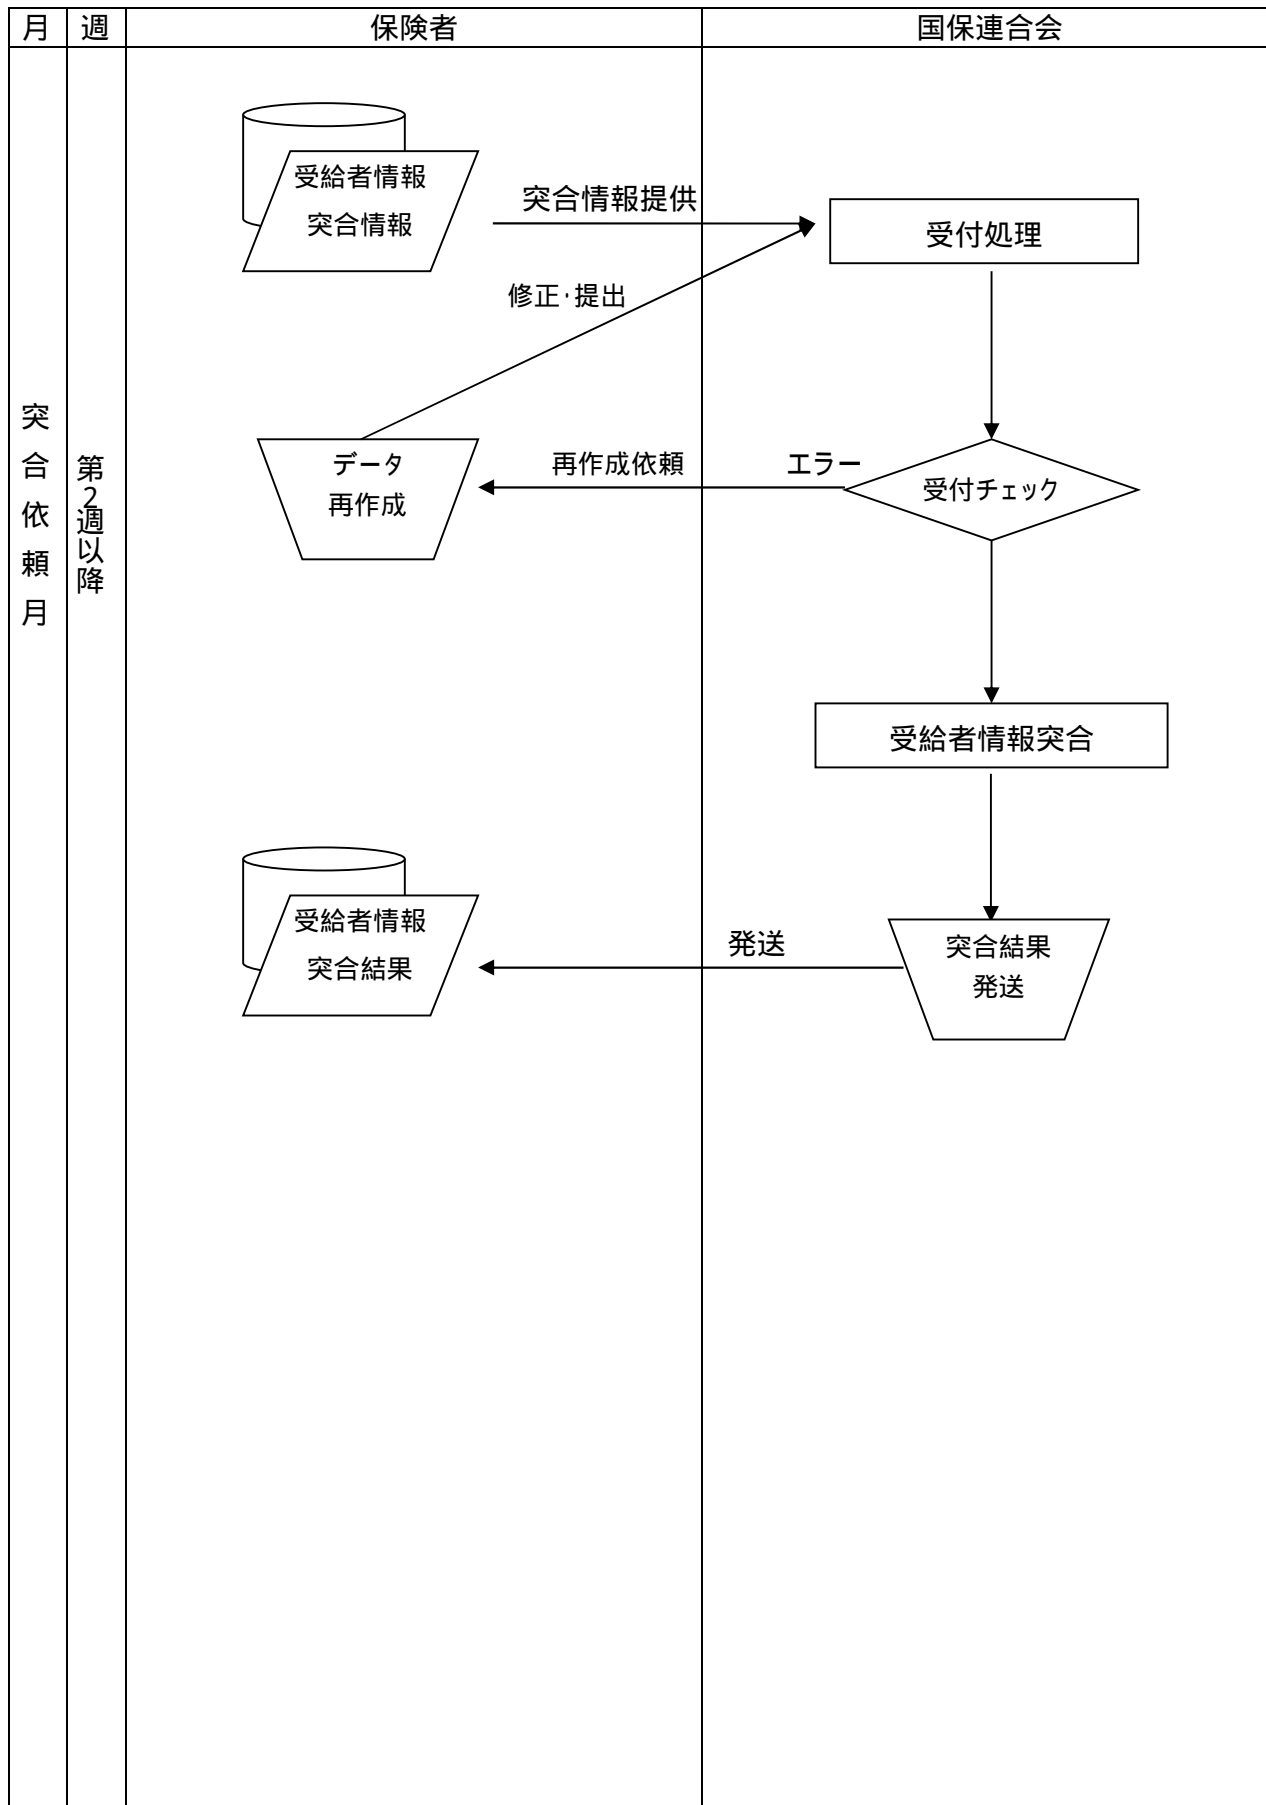 月
週
保険者
国保連合会
受給者情報
突合情報
突合情報提供
受付処理
修正・提出
突合依頼月
第2週以降
データ
再作成
再作成依頼
エラー
受付チェック
受給者情報突合
受給者情報
突合結果
発送
突合結果
発送